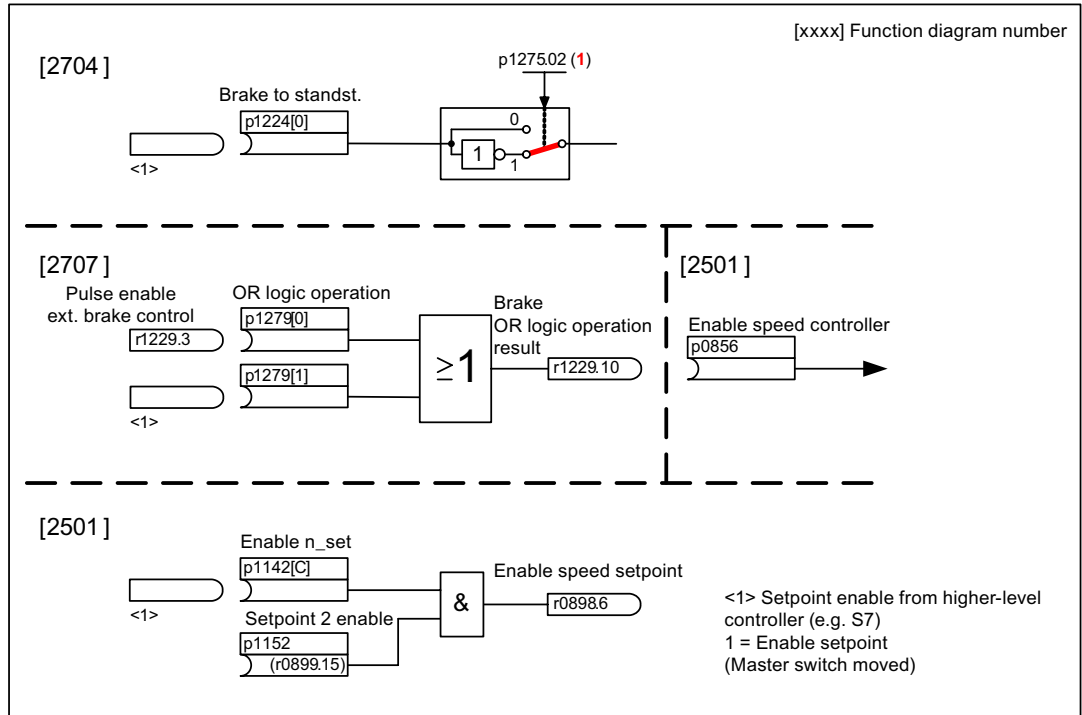 [xxxx] Function diagram number
[2704 ]
p1275.02 (1)
Brake to standst.
p1224[0]
0
1
1
<1>
[2707 ]
Pulse enable
ext. brake control
r1229.3
OR logic operation
p1279[0]
p1279[1]
<1>
≥1
Brake
OR logic operation
result
r1229.10
[2501 ]
Enable speed controller
p0856
[2501 ]
Enable n_set
p1142[C]
<1>
Setpoint 2 enable
p1152
(r0899.15)
&
Enable speed setpoint
r0898.6
<1> Setpoint enable from higher-level
controller (e.g. S7)
1 = Enable setpoint
(Master switch moved)